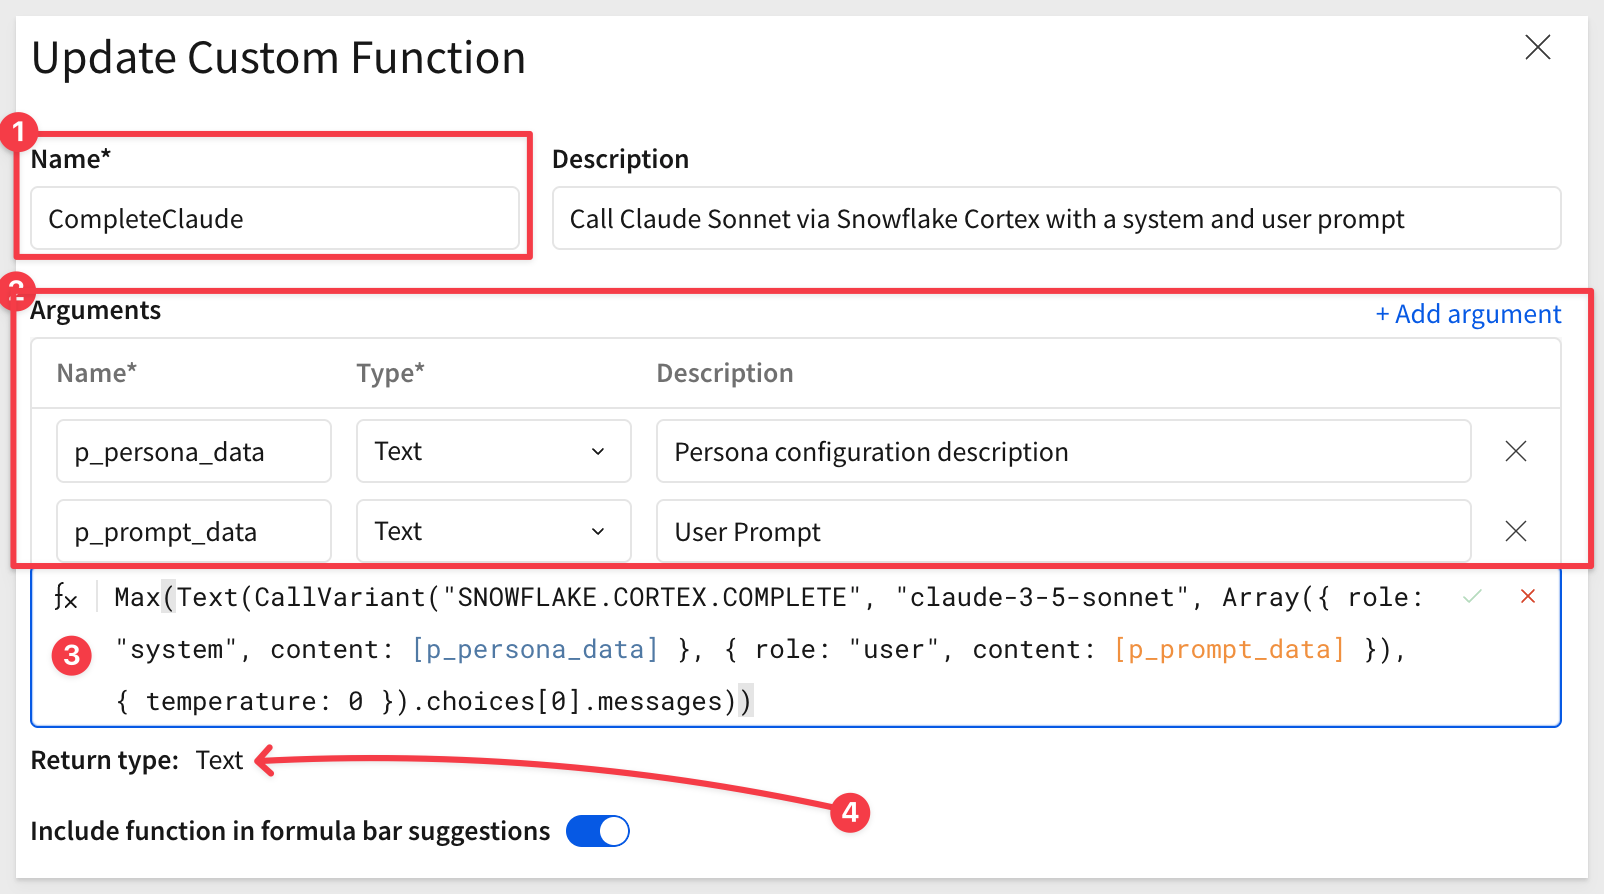 Update Custom Function
1
Name*
Description
CompleteClaude
Call Claude Sonnet via Snowflake Cortex with a system and user prompt
2
Arguments
+ Add argument
Name*
Type*
Description
p_persona_data
Text
Persona configuration description
p_prompt_data
Text
User Prompt
fx
Max(Text(CallVariant("SNOWFLAKE.CORTEX.COMPLETE", "claude-3-5-sonnet", Array({ role:
3
"system", content: [p_persona_data] }, { role: "user", content: [p_prompt_data] }),
{ temperature: 0 }).choices[0].messages))
Return type: Text
4
Include function in formula bar suggestions